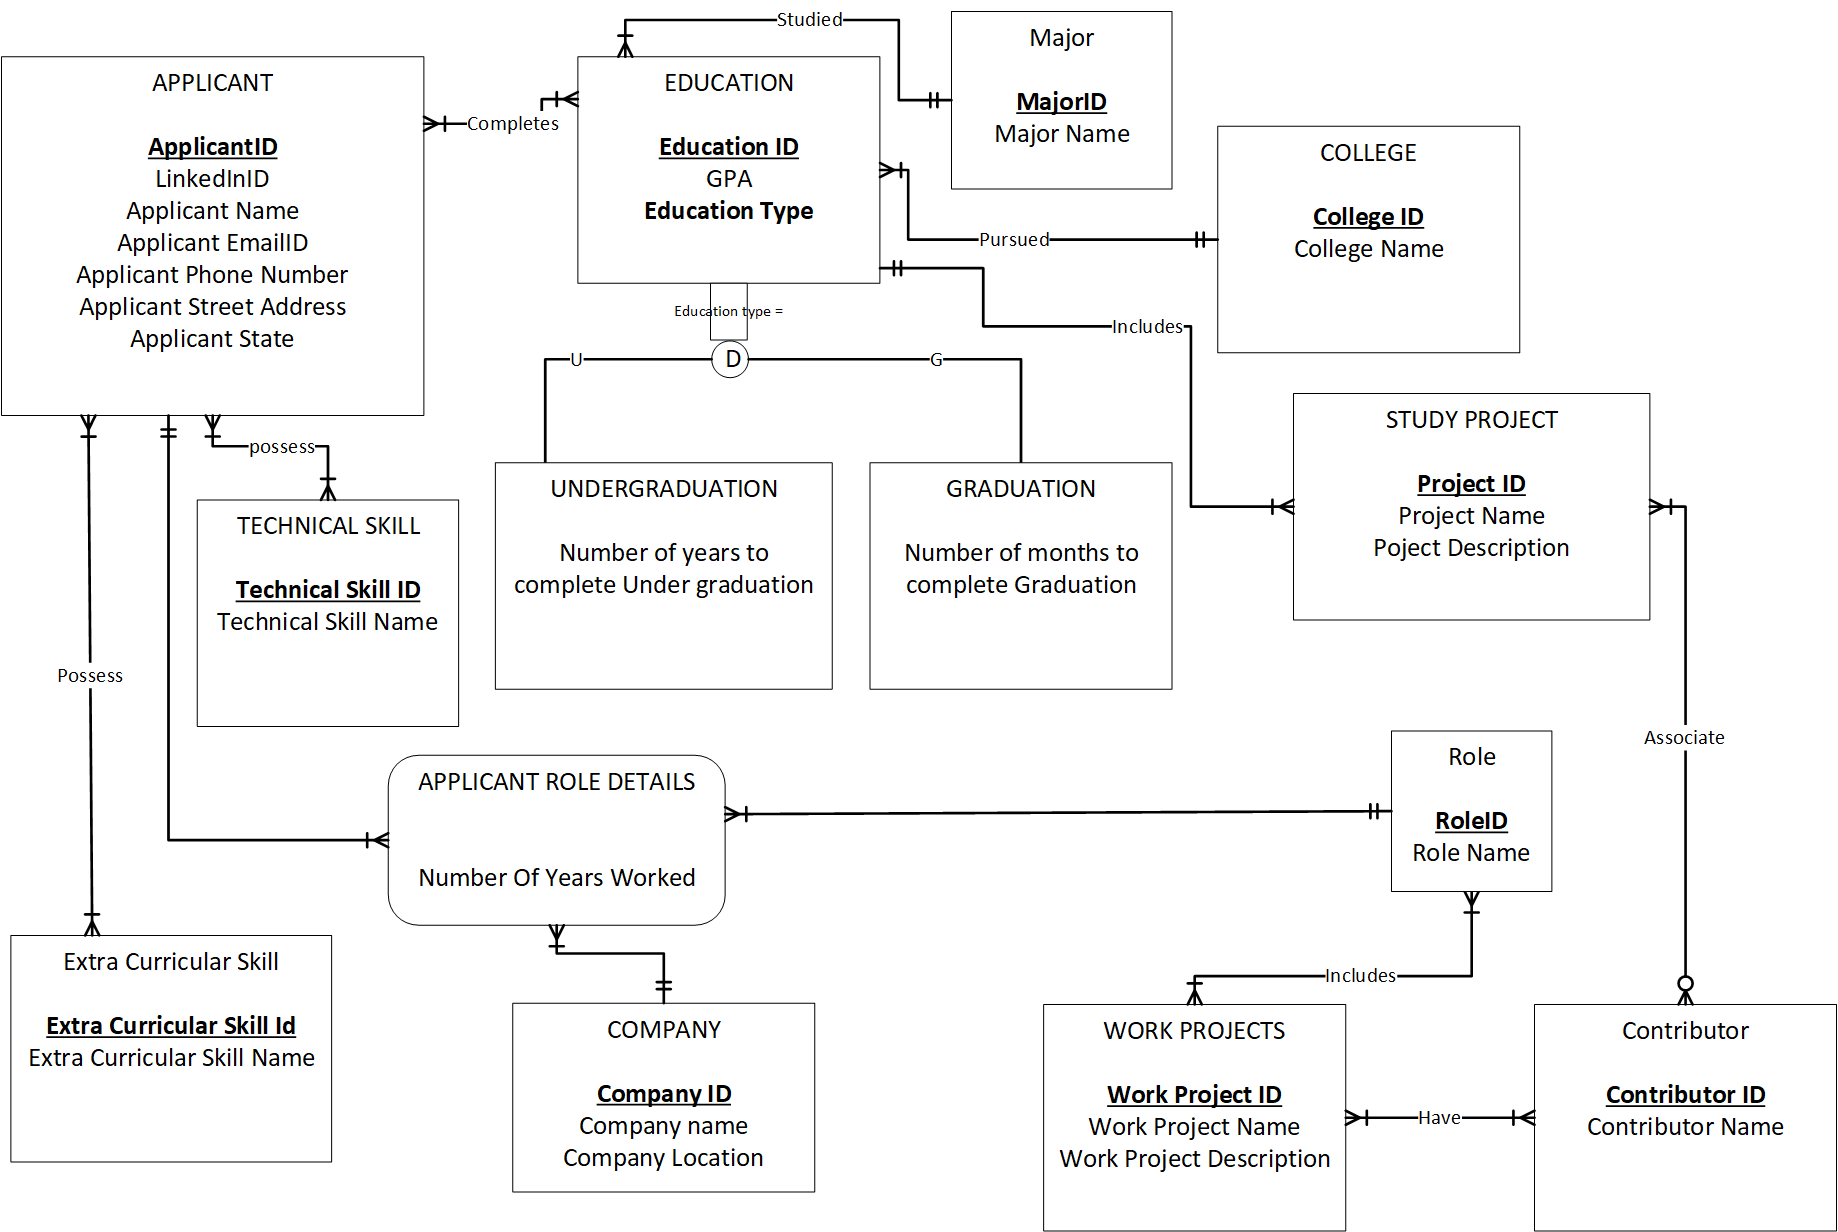 Studied
Major
MajorID
Major Name
APPLICANT
ApplicantID
LinkedInID
Applicant Name
Applicant EmailID
Applicant Phone Number
Applicant Street Address
Applicant State
Completes
EDUCATION
Education ID
GPA
Education Type
COLLEGE
College ID
College Name
Pursued
Includes
Education type =
U
D
G
possess
STUDY PROJECT
Project ID
Project Name
Poject Description
UNDERGRADUATION
Number of years to
complete Under graduation
GRADUATION
Number of months to
complete Graduation
TECHNICAL SKILL
Technical Skill ID
Technical Skill Name
Possess
Associate
APPLICANT ROLE DETAILS
Number Of Years Worked
Role
RoleID
Role Name
Includes
Extra Curricular Skill
Extra Curricular Skill Id
Extra Curricular Skill Name
COMPANY
Company ID
Company name
Company Location
WORK PROJECTS
Work Project ID
Work Project Name
Work Project Description
Have
Contributor
Contributor ID
Contributor Name